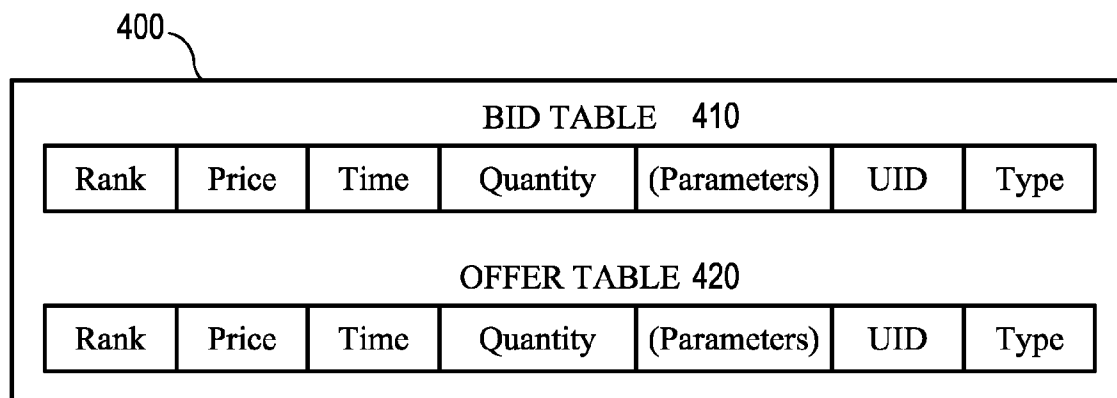 400
BID TABLE 410
Rank Price Time Quantity (Parameters) UID Type
OFFER TABLE 420
Rank Price Time Quantity (Parameters) UID Type